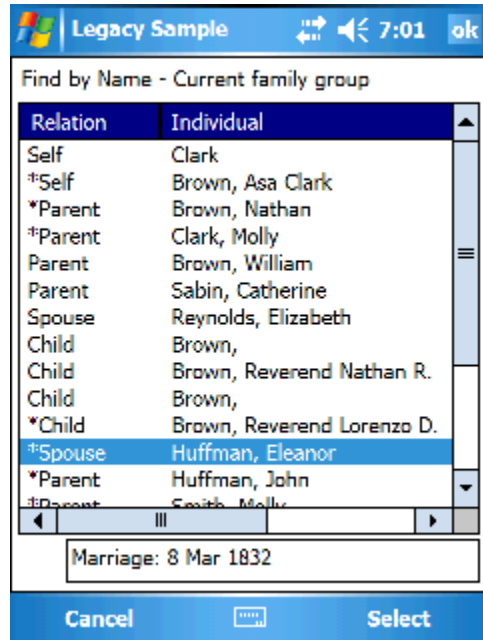 Legacy Sample 7:01 ok
Find by Name - Current family group
Relation Individual
Self Clark
*Self Brown, Asa Clark
*Parent Brown, Nathan
*Parent Clark, Molly
Parent Brown, William
Parent Sabin, Catherine
Spouse Reynolds, Elizabeth
Child Brown,
Child Brown, Reverend Nathan R.
Child Brown,
*Child Brown, Reverend Lorenzo D.
*Spouse Huffman, Eleanor
*Parent Huffman, John
*Parent Smith, Molly
Marriage: 8 Mar 1832
Cancel Select